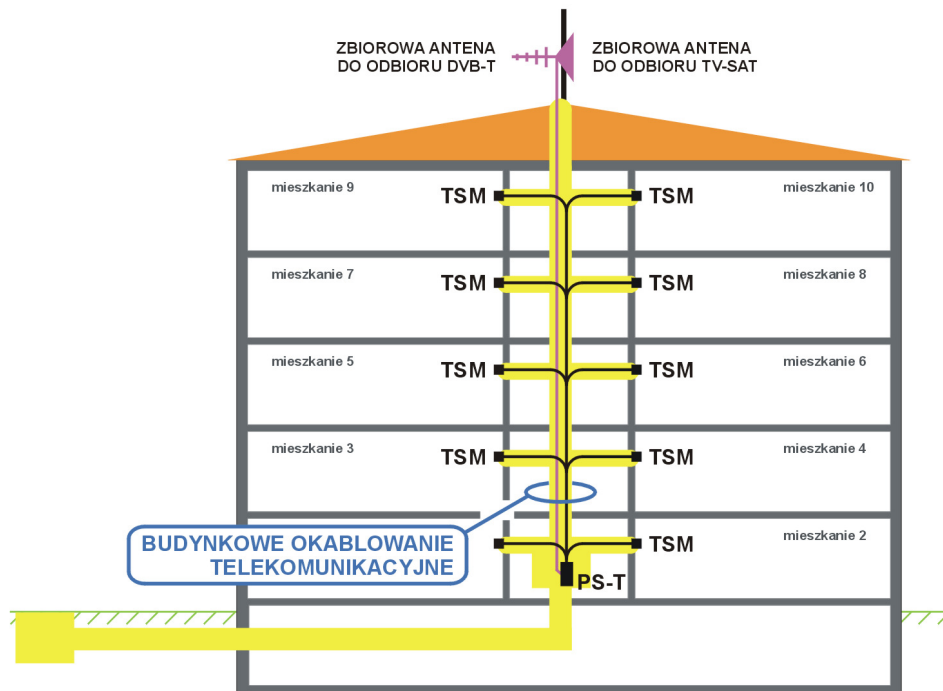 ZBIOROWA ANTENA
DO ODBIORU DVB-T
ZBIOROWA ANTENA
DO ODBIORU TV-SAT
mieszkanie 9
TSM
TSM
mieszkanie 10
mieszkanie 7
TSM
TSM
mieszkanie 8
mieszkanie 5
TSM
TSM
mieszkanie 6
mieszkanie 3
TSM
TSM
mieszkanie 4
BUDYNKOWE OKABLOWANIE
TELEKOMUNIKACYJNE
TSM
mieszkanie 2
PS-T